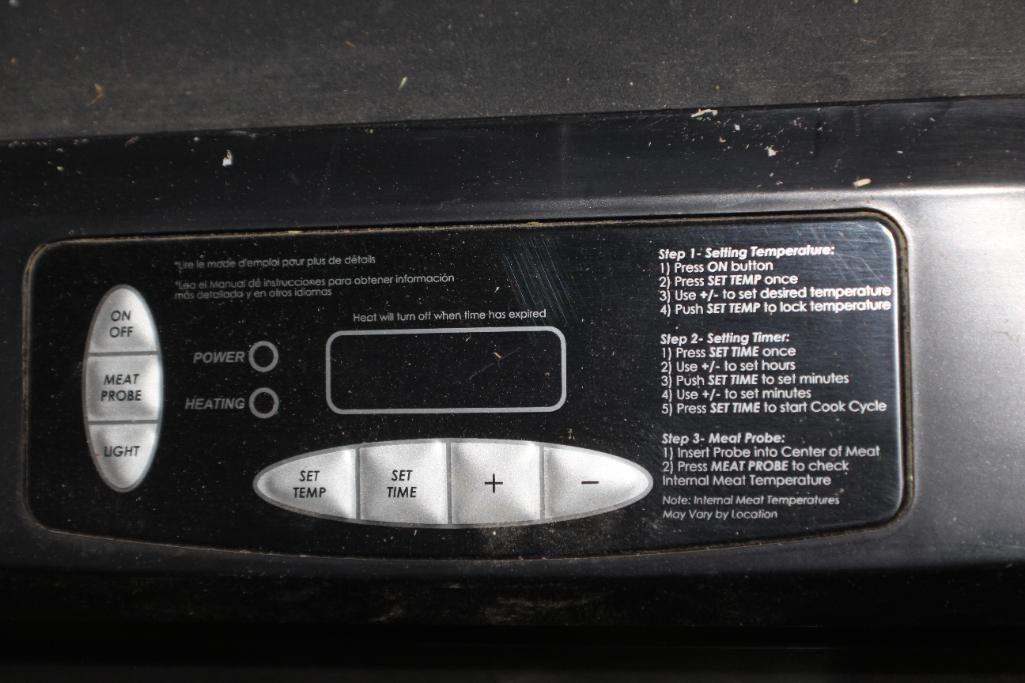 *Lire le mode d'emploi pour plus de détails
*Lea el Manual dé instrucciones para obtener información
más detallada y en otros idiomas
Heat will turn off when time has expired
ON
OFF
MEAT
PROBE
LIGHT
POWER
HEATING
SET
TEMP
SET
TIME
+
−
Step 1- Setting Temperature:
1) Press ON button
2) Press SET TEMP once
3) Use +/- to set desired temperature
4) Push SET TEMP to lock temperature
Step 2- Setting Timer:
1) Press SET TIME once
2) Use +/- to set hours
3) Push SET TIME to set minutes
4) Use +/- to set minutes
5) Press SET TIME to start Cook Cycle
Step 3- Meat Probe:
1) Insert Probe into Center of Meat
2) Press MEAT PROBE to check
Internal Meat Temperature
Note: Internal Meat Temperatures
May Vary by Location